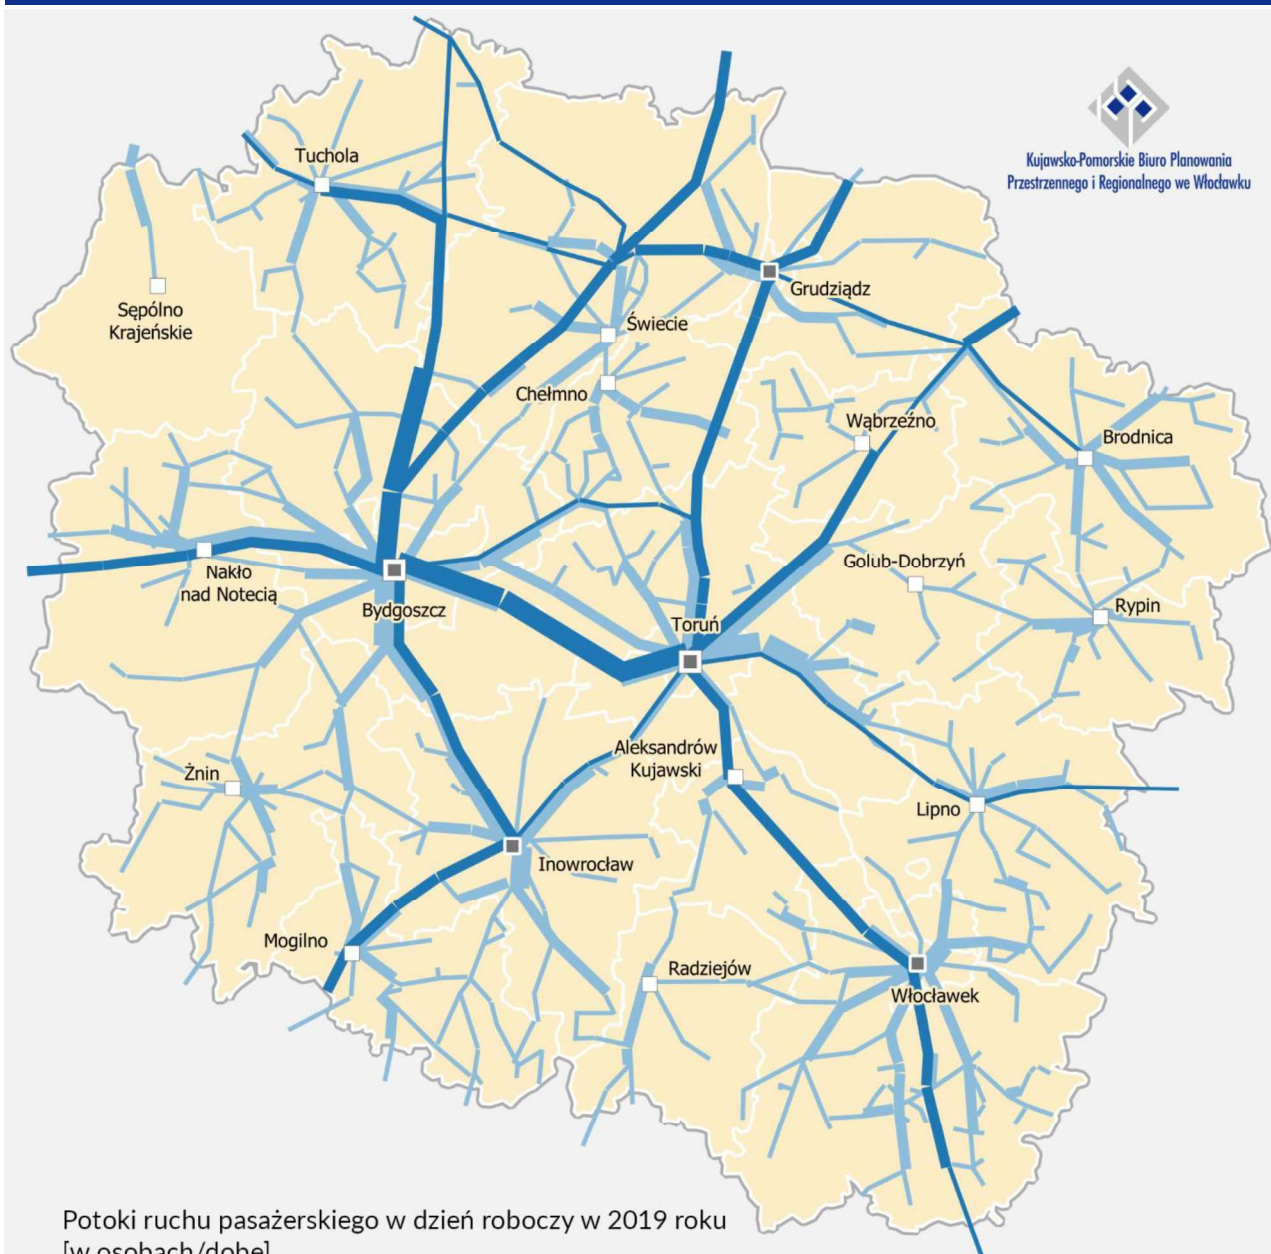 Kujawsko-Pomorskie Biuro Planowania
Przestrzennego i Regionalnego we Włocławku
Tuchola
Sępólno
Krajeńskie
Grudziądz
Świecie
Chełmno
Wąbrzeźno
Brodnica
Nakło
nad Notecią
Bydgoszcz
Golub-Dobrzyń
Rypin
Toruń
Aleksandrów
Kujawski
Żnin
Lipno
Inowrocław
Mogilno
Radziejów
Włocławek
Potoki ruchu pasażerskiego w dzień roboczy w 2019 roku
[w osobach/dobę]